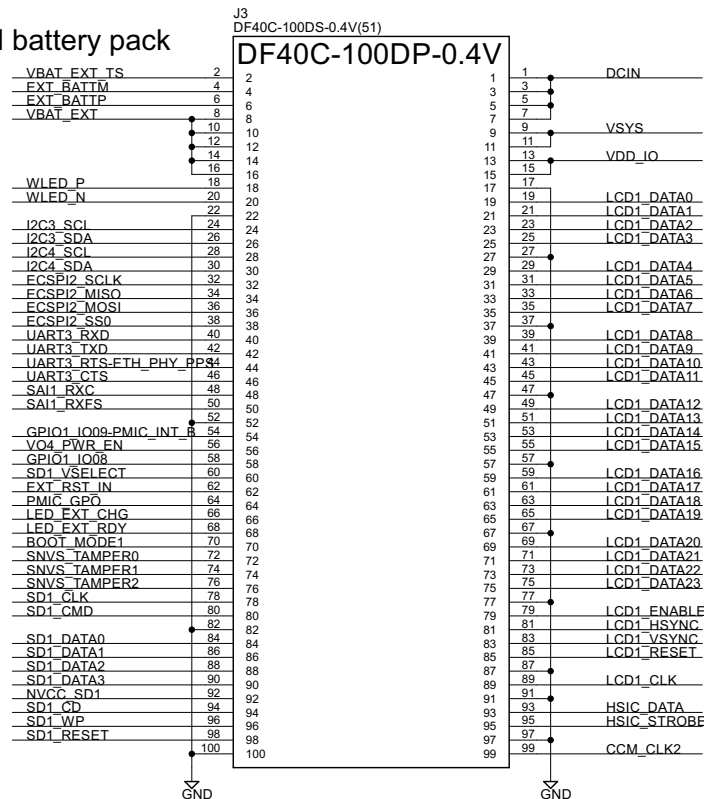 J3
DF40C-100DS-0.4V(51)
battery pack
DF40C-100DP-0.4V
VBAT_EXT_TS 2 2 1 1 DCIN
EXT_BATTM 4 4 3 3
EXT_BATTP 6 6 5 5
VBAT_EXT 8 8 7 7
10 10 9 9 VSYS
12 12 11 11
14 14 13 13 VDD_IO
16 16 15 15
WLED_P 18 18 17 17
WLED_N 20 20 19 19 LCD1_DATA0
22 22 21 21 LCD1_DATA1
I2C3_SCL 24 24 23 23 LCD1_DATA2
I2C3_SDA 26 26 25 25 LCD1_DATA3
I2C4_SCL 28 28 27 27
I2C4_SDA 30 30 29 29 LCD1_DATA4
ECSPI2_SCLK 32 32 31 31 LCD1_DATA5
ECSPI2_MISO 34 34 33 33 LCD1_DATA6
ECSPI2_MOSI 36 36 35 35 LCD1_DATA7
ECSPI2_SS0 38 38 37 37
UART3_RXD 40 40 39 39 LCD1_DATA8
UART3_TXD 42 42 41 41 LCD1_DATA9
UART3_RTS-ETH_PHY_PPS 44 44 43 43 LCD1_DATA10
UART3_CTS 46 46 45 45 LCD1_DATA11
SAI1_RXC 48 48 47 47
SAI1_RXFS 50 50 49 49 LCD1_DATA12
52 52 51 51 LCD1_DATA13
GPIO1_IO09-PMIC_INT_B 54 54 53 53 LCD1_DATA14
VO4_PWR_EN 56 56 55 55 LCD1_DATA15
GPIO1_IO08 58 58 57 57
SD1_VSELECT 60 60 59 59 LCD1_DATA16
EXT_RST_IN 62 62 61 61 LCD1_DATA17
PMIC_GPO 64 64 63 63 LCD1_DATA18
LED_EXT_CHG 66 66 65 65 LCD1_DATA19
LED_EXT_RDY 68 68 67 67
BOOT_MODE1 70 70 69 69 LCD1_DATA20
SNVS_TAMPER0 72 72 71 71 LCD1_DATA21
SNVS_TAMPER1 74 74 73 73 LCD1_DATA22
SNVS_TAMPER2 76 76 75 75 LCD1_DATA23
SD1_CLK 78 78 77 77
SD1_CMD 80 80 79 79 LCD1_ENABLE
82 82 81 81 LCD1_HSYNC
SD1_DATA0 84 84 83 83 LCD1_VSYNC
SD1_DATA1 86 86 85 85 LCD1_RESET
SD1_DATA2 88 88 87 87
SD1_DATA3 90 90 89 89 LCD1_CLK
NVCC_SD1 92 92 91 91
SD1_CD 94 94 93 93 HSIC_DATA
SD1_WP 96 96 95 95 HSIC_STROBE
SD1_RESET 98 98 97 97
100 100 99 99 CCM_CLK2
GND GND